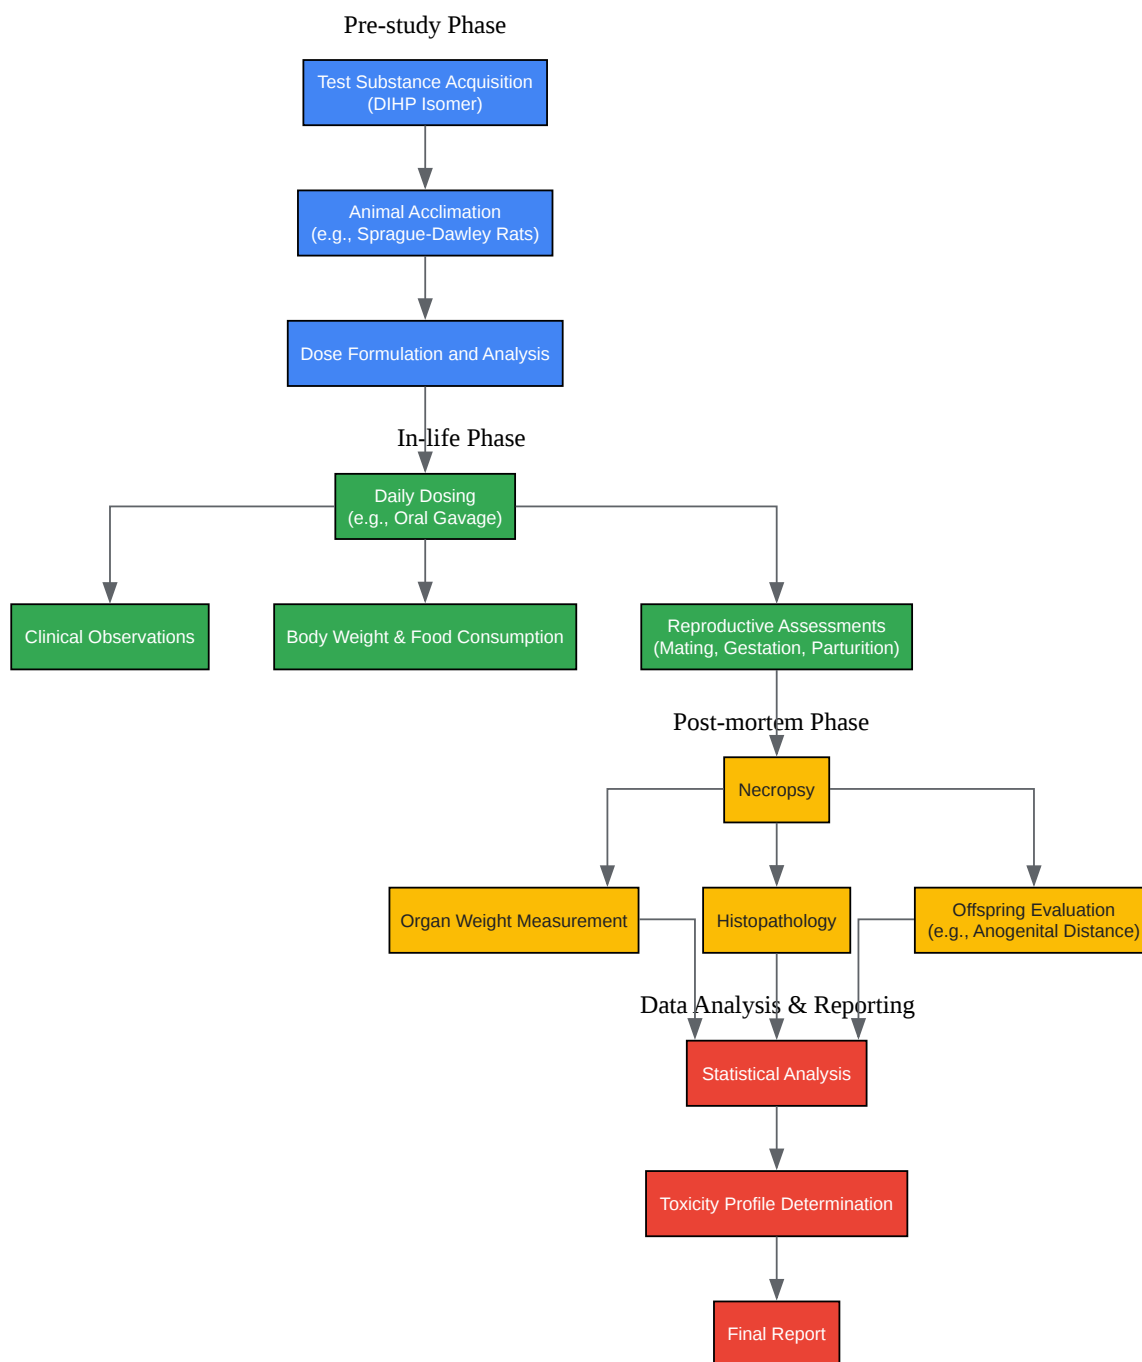 Pre-study Phase
Test Substance Acquisition
(DIHP Isomer)
Animal Acclimation
(e.g., Sprague-Dawley Rats)
Dose Formulation and Analysis
In-life Phase
Daily Dosing
(e.g., Oral Gavage)
Clinical Observations
Body Weight & Food Consumption
Reproductive Assessments
(Mating, Gestation, Parturition)
Post-mortem Phase
Necropsy
Organ Weight Measurement
Histopathology
Offspring Evaluation
(e.g., Anogenital Distance)
Data Analysis & Reporting
Statistical Analysis
Toxicity Profile Determination
Final Report